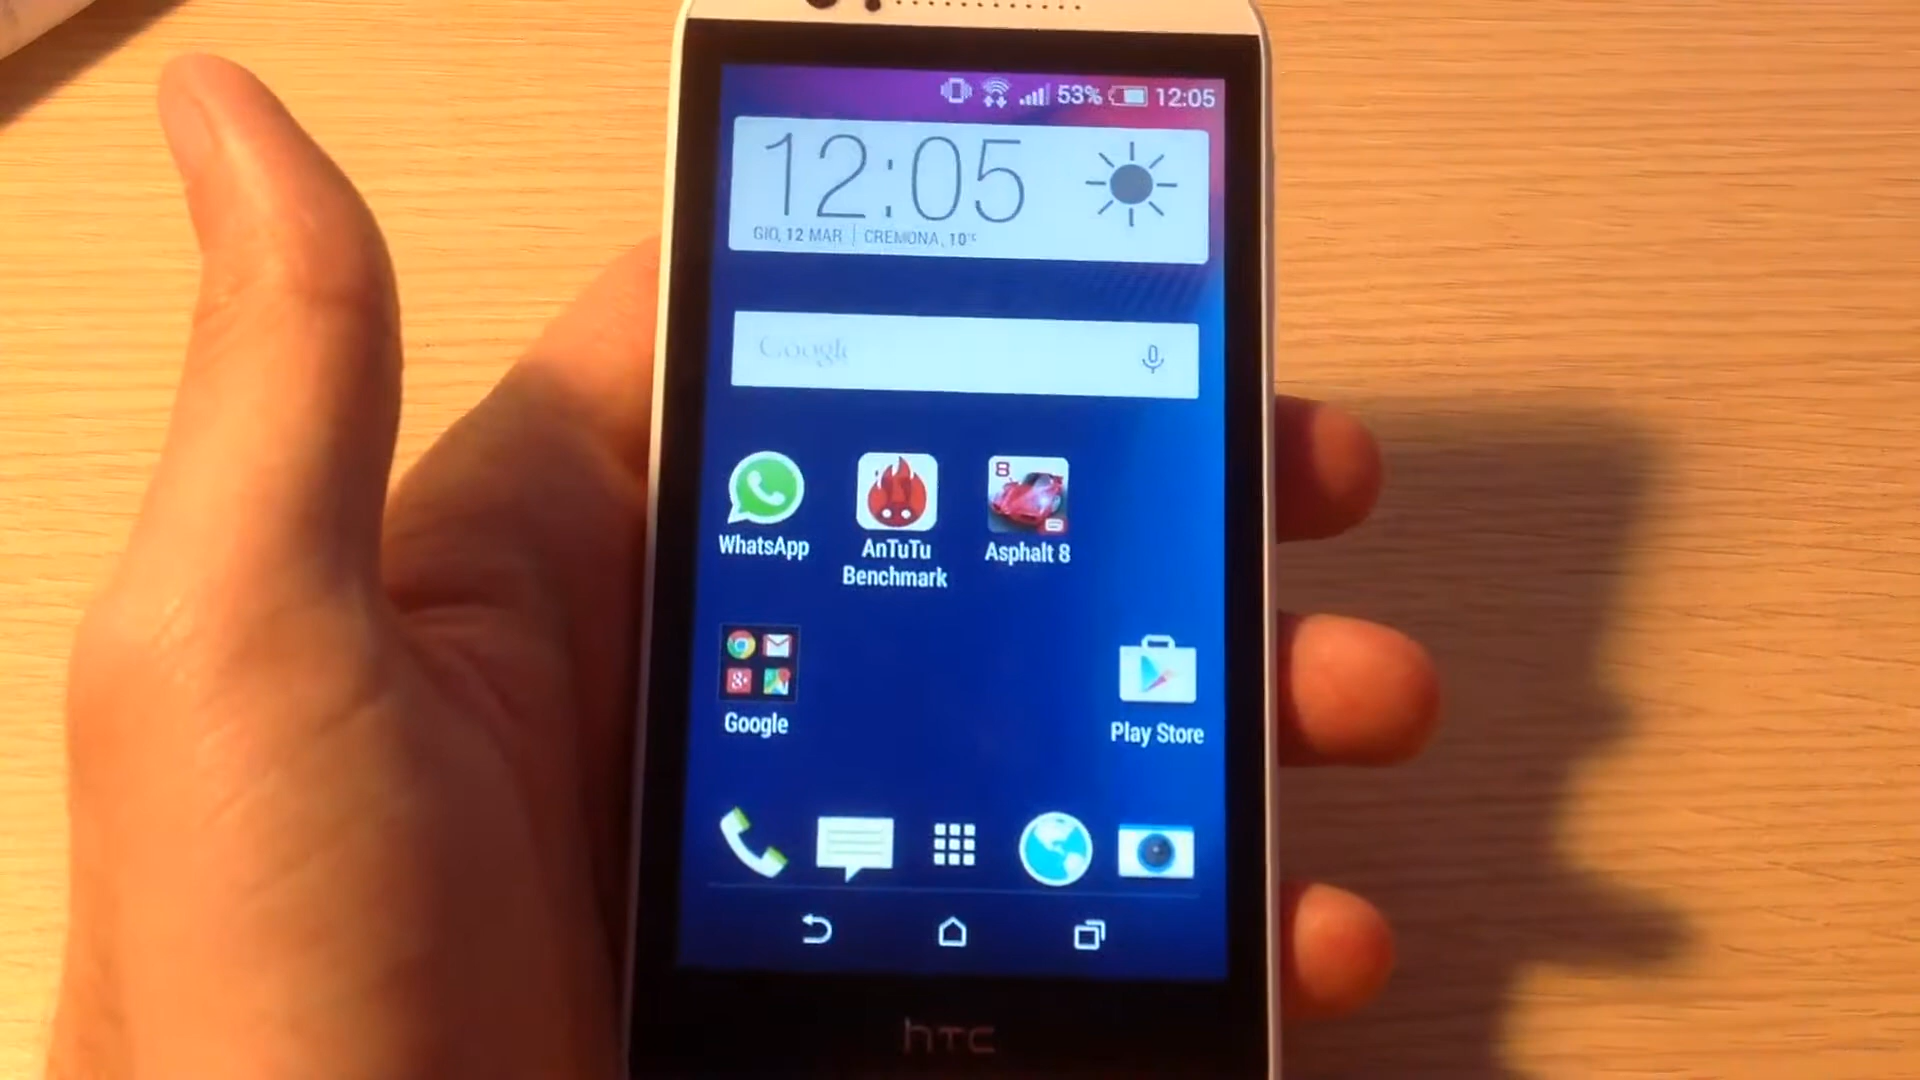 53% 12:05
12:05
GIO, 12 MAR | CREMONA, 10°C
Google
WhatsApp
AnTuTu
Benchmark
8
Asphalt 8
g+
Google
Play Store
hTC